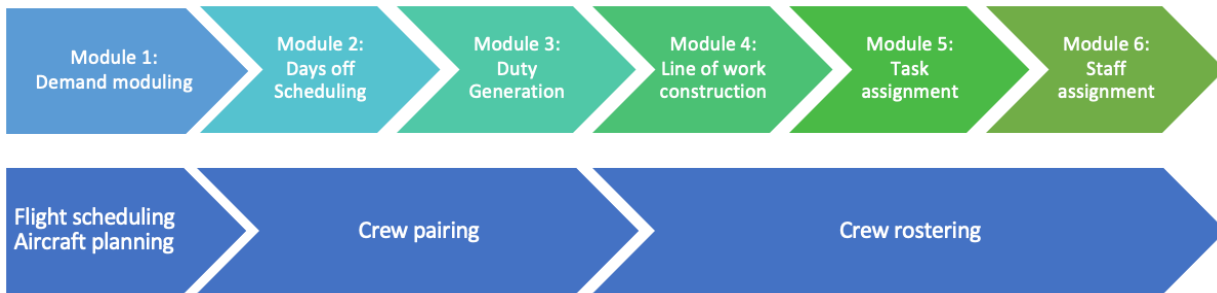 Module 1:
Demand moduling
Module 2:
Days off
Scheduling
Module 3:
Duty
Generation
Module 4:
Line of work
construction
Module 5:
Task
assignment
Module 6:
Staff
assignment
Flight scheduling
Aircraft planning
Crew pairing
Crew rostering